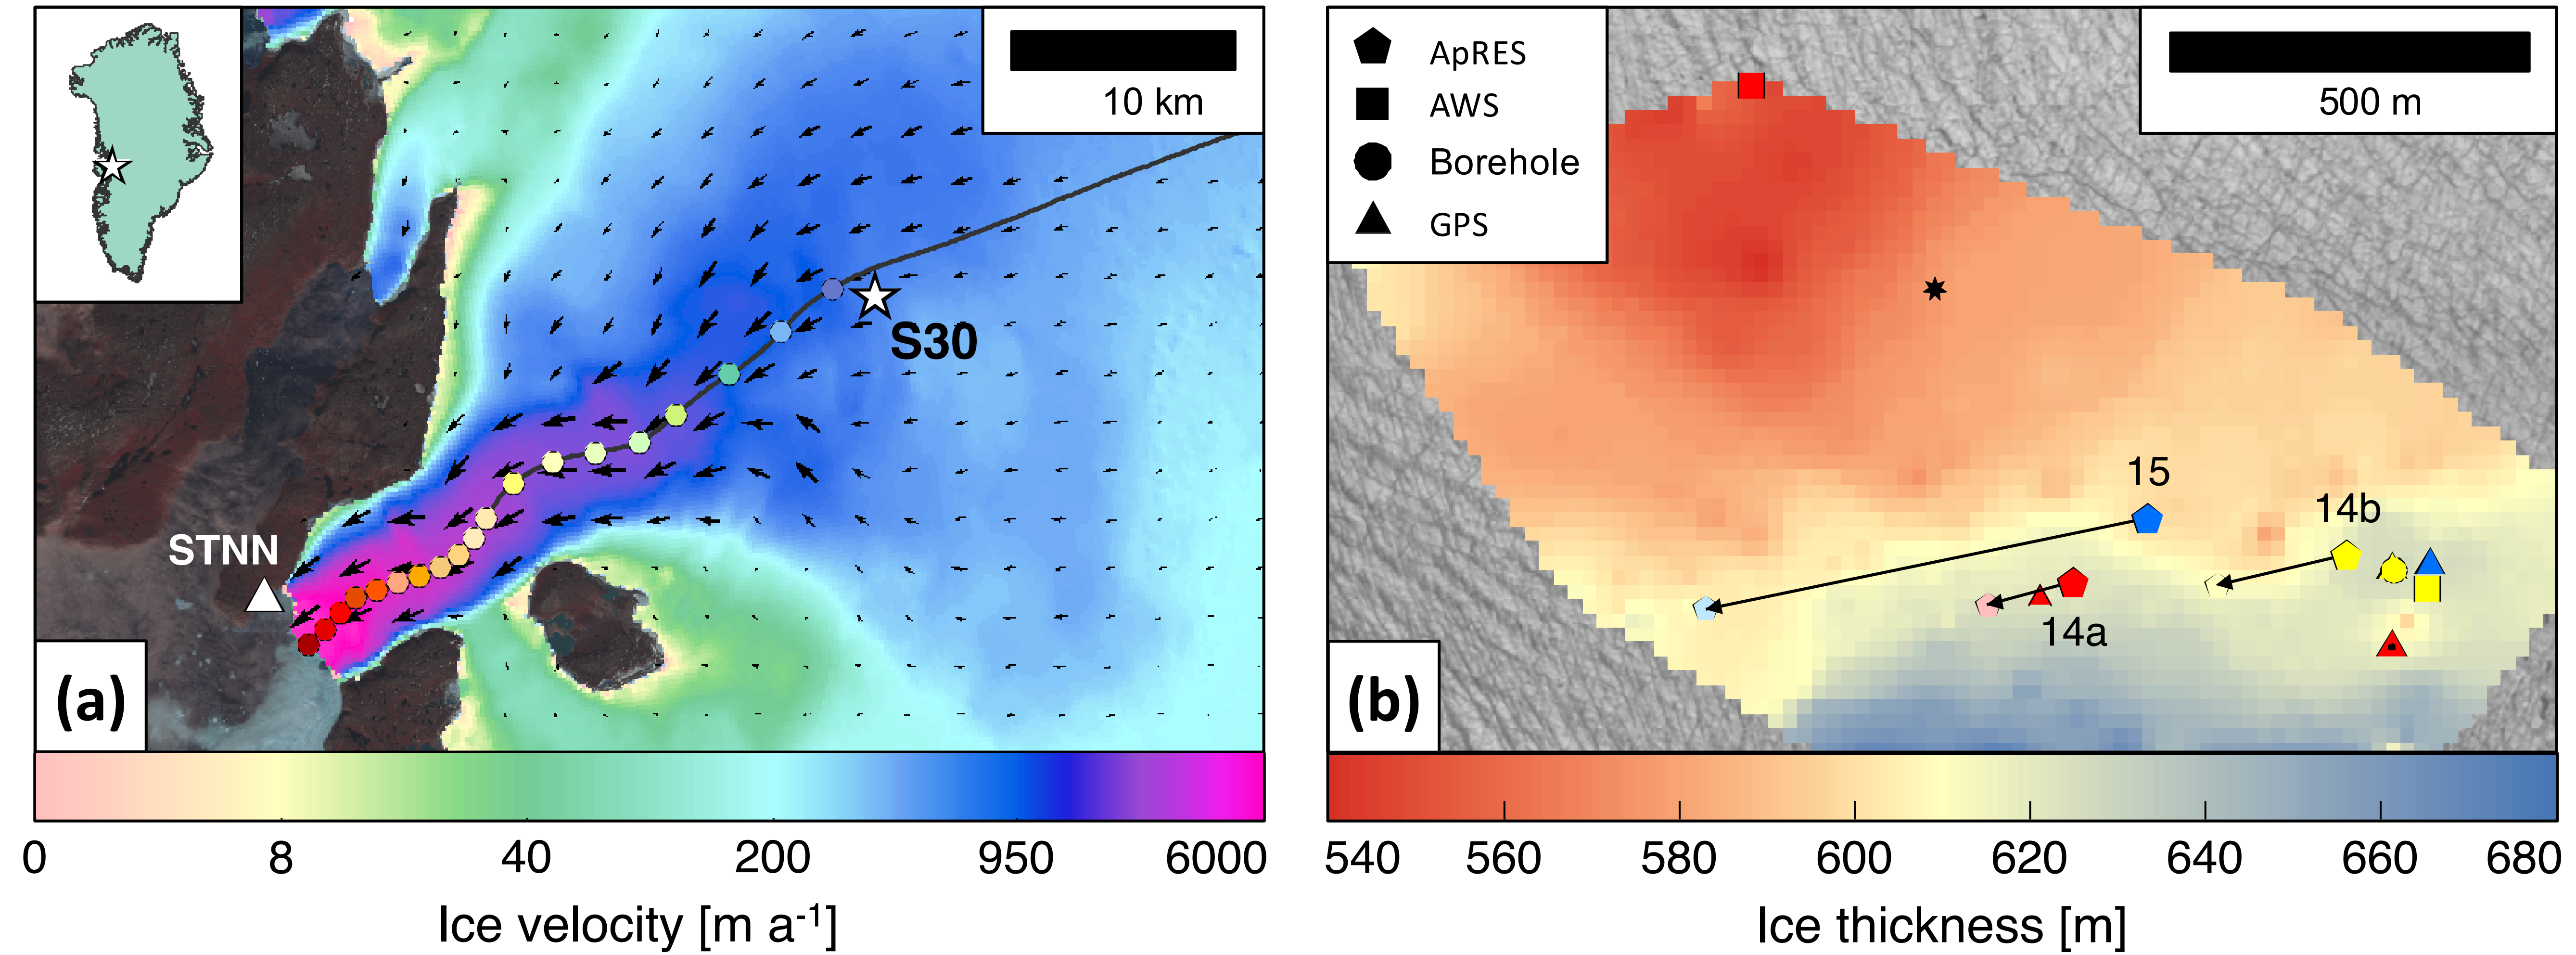 10 km
S30
STNN
(a)
0 8 40 200 950 6000
Ice velocity [m a-1]
ApRES
AWS
Borehole
GPS
500 m
15
14b
14a
(b)
540 560 580 600 620 640 660 680
Ice thickness [m]